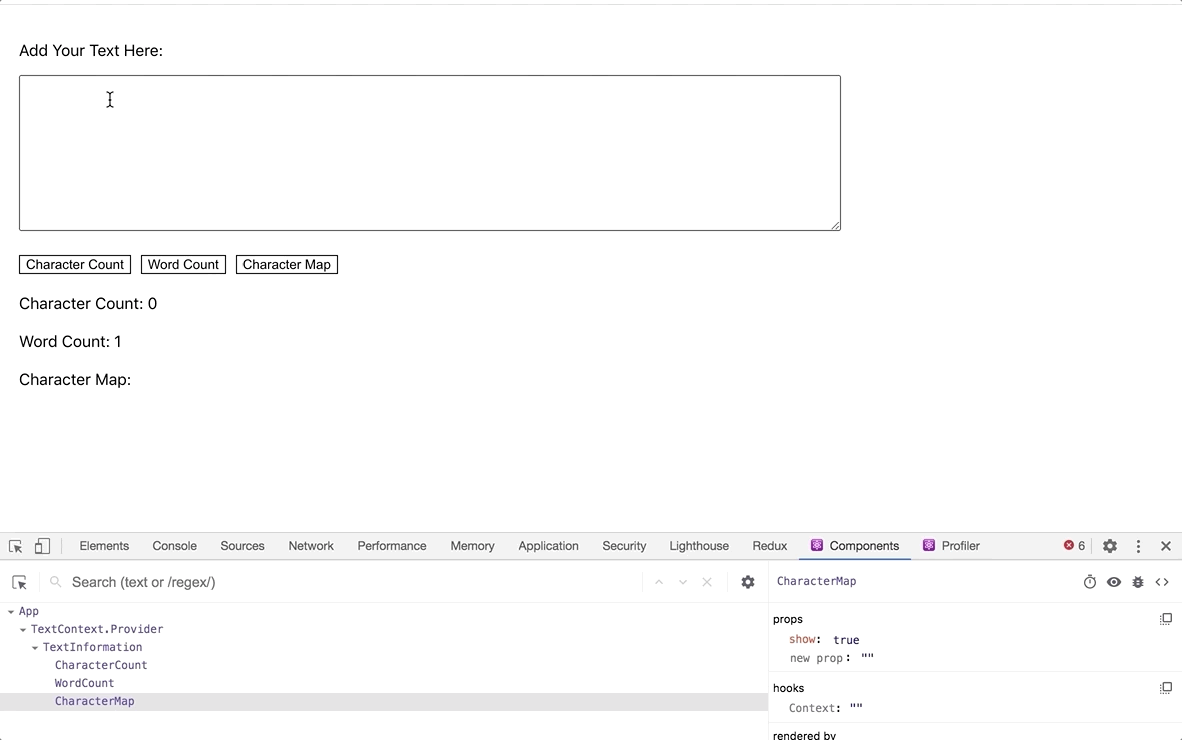 Add Your Text Here:
Character Count Word Count Character Map
Character Count: 0
Word Count: 1
Character Map:
Elements Console Sources Network Performance Memory Application Security Lighthouse Redux Components Profiler 6
Search (text or /regex/)
CharacterMap
App
TextContext.Provider
TextInformation
CharacterCount
WordCount
CharacterMap
props
show: true
new prop: ""
hooks
Context: ""
rendered by